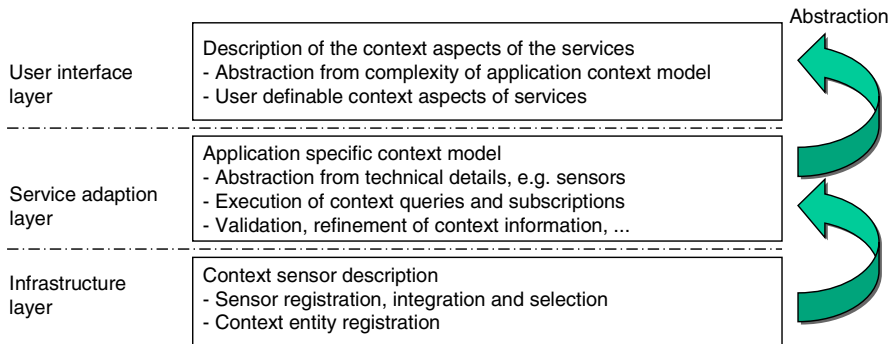 Abstraction
User interface
layer
Description of the context aspects of the services
- Abstraction from complexity of application context model
- User definable context aspects of services
Service adaption
layer
Application specific context model
- Abstraction from technical details, e.g. sensors
- Execution of context queries and subscriptions
- Validation, refinement of context information, ...
Infrastructure
layer
Context sensor description
- Sensor registration, integration and selection
- Context entity registration